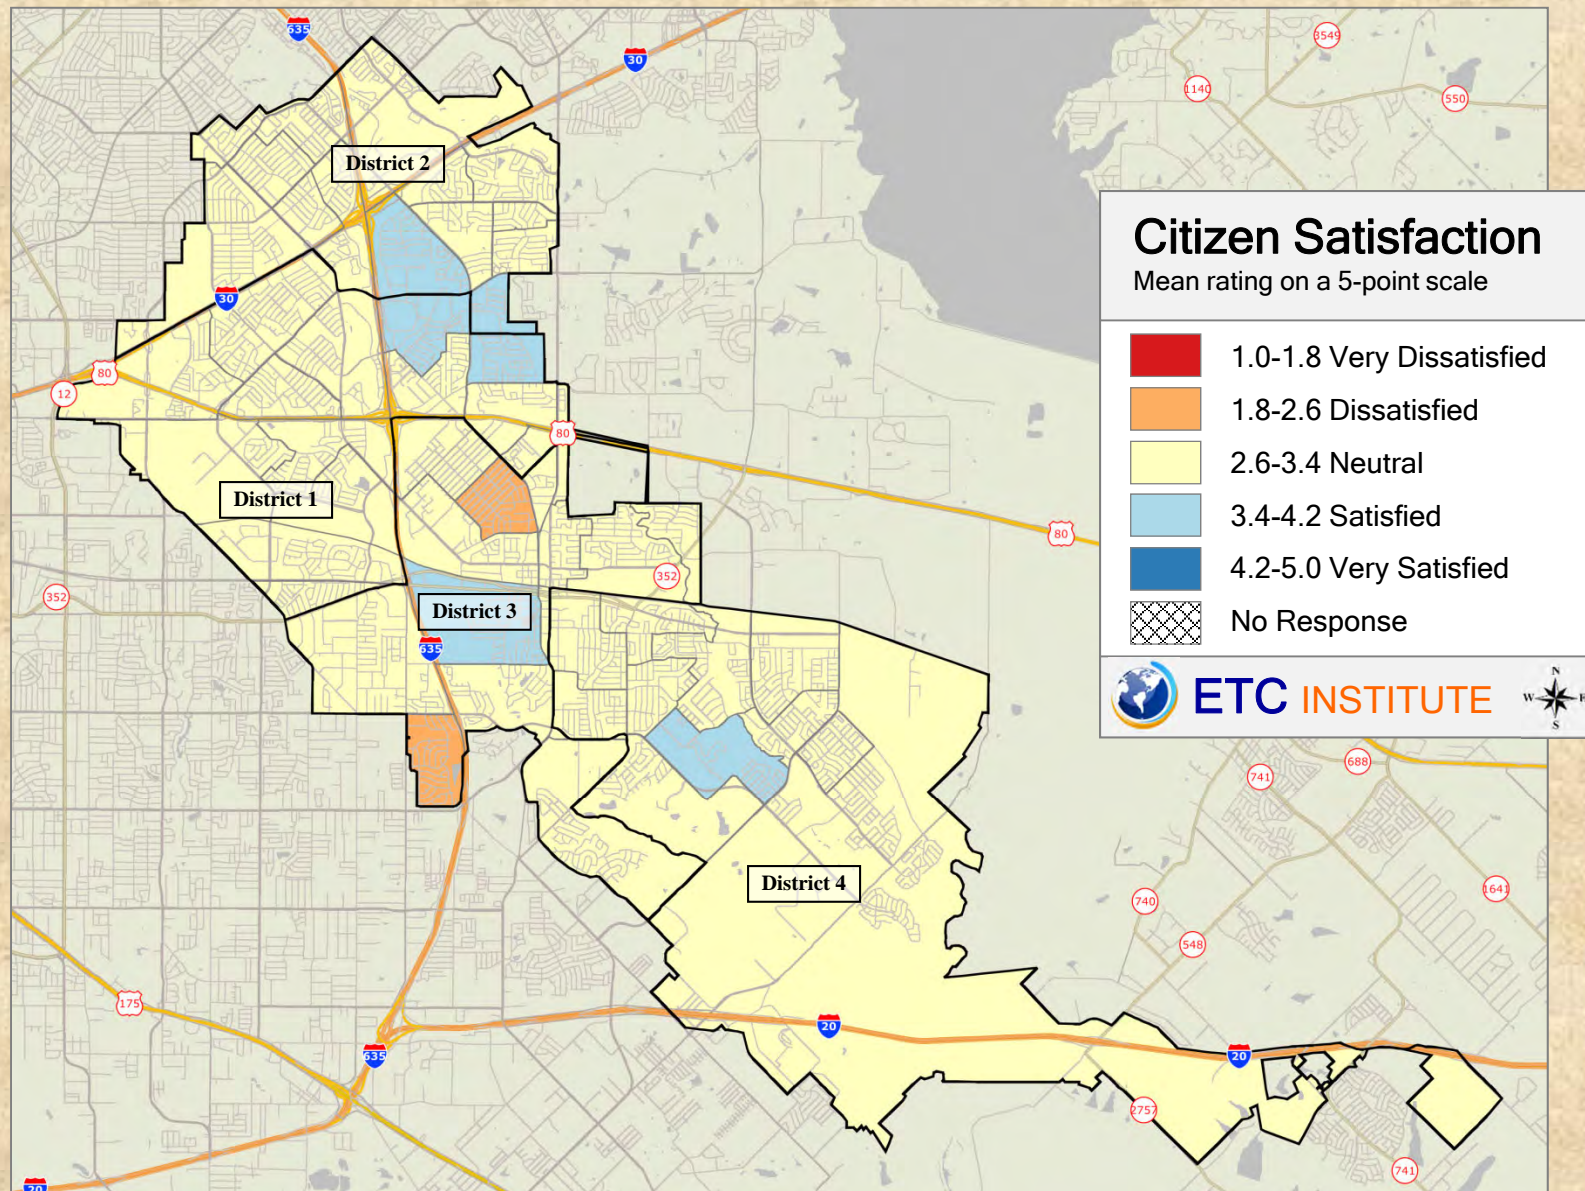 635
30
3549
1140
550
District 2
Citizen Satisfaction
Mean rating on a 5-point scale
30
1.0-1.8 Very Dissatisfied
80
12
1.8-2.6 Dissatisfied
80
2.6-3.4 Neutral
District 1
3.4-4.2 Satisfied
80
352
352
4.2-5.0 Very Satisfied
District 3
No Response
635
N
W E
S
ETC INSTITUTE
688
741
District 4
1641
740
548
175
20
635
20
2757
741
20